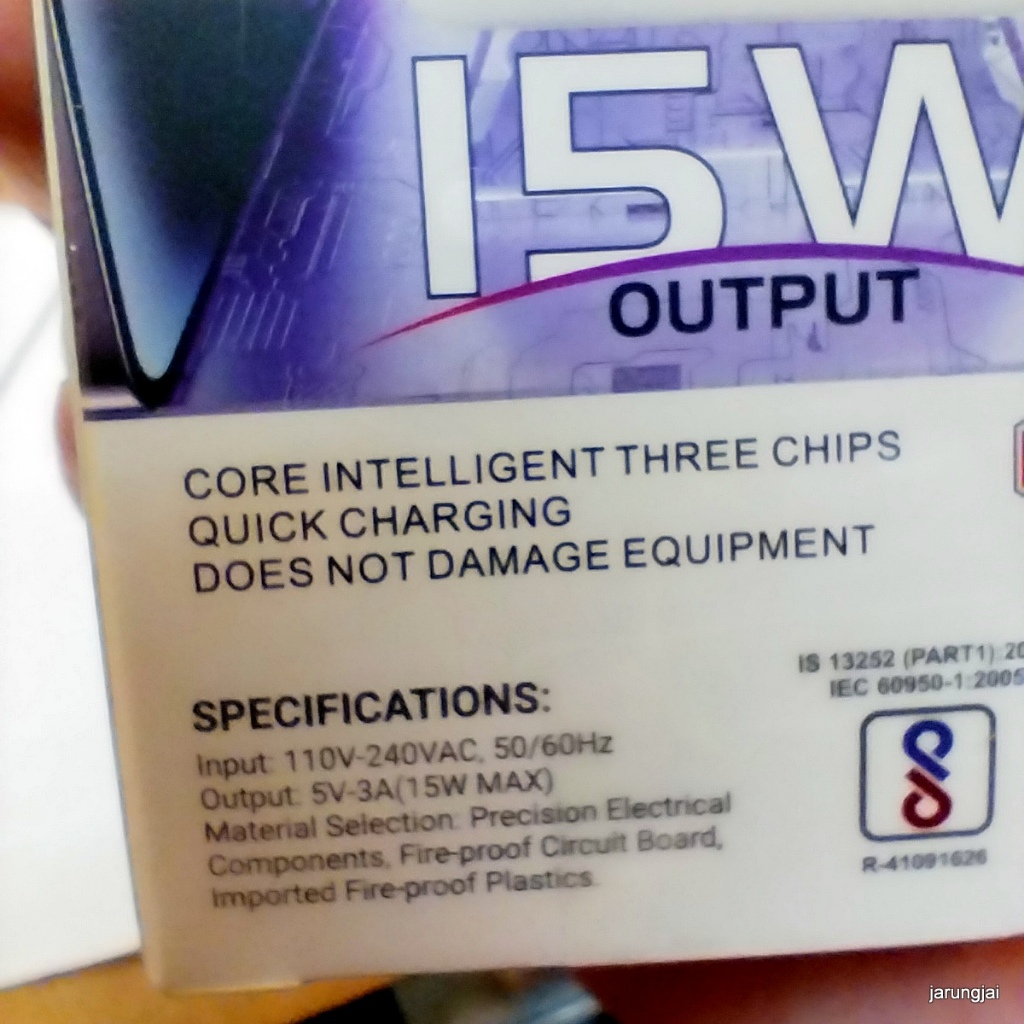 15W
OUTPUT
CORE INTELLIGENT THREE CHIPS
QUICK CHARGING
DOES NOT DAMAGE EQUIPMENT
IS 13252 (PART1):20
IEC 60950-1:2005
SPECIFICATIONS:
Input: 110V-240VAC, 50/60Hz
Output: 5V-3A(15W MAX)
Material Selection: Precision Electrical
Components, Fire-proof Circuit Board,
Imported Fire-proof Plastics.
R-41091626
jarungjai